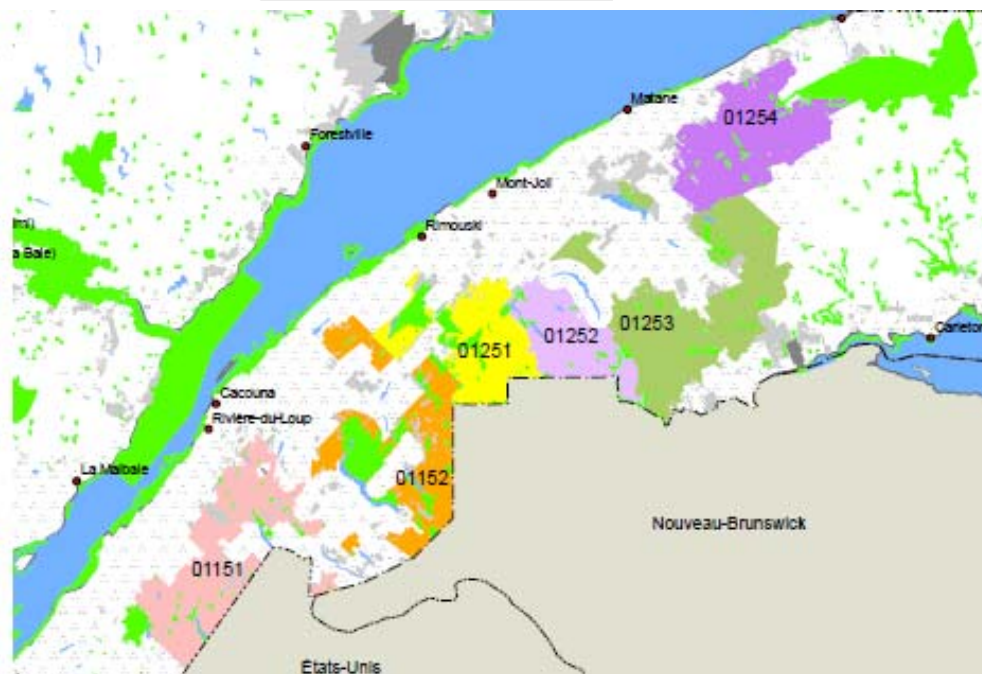 Matane
01254
Forestville
Mont-Joli
Rimouski
a Baie)
01253
01252
01251
Carleton
Cacouna
Rivière-du-Loup
La Malbaie
01152
Nouveau-Brunswick
01151
États-Unis